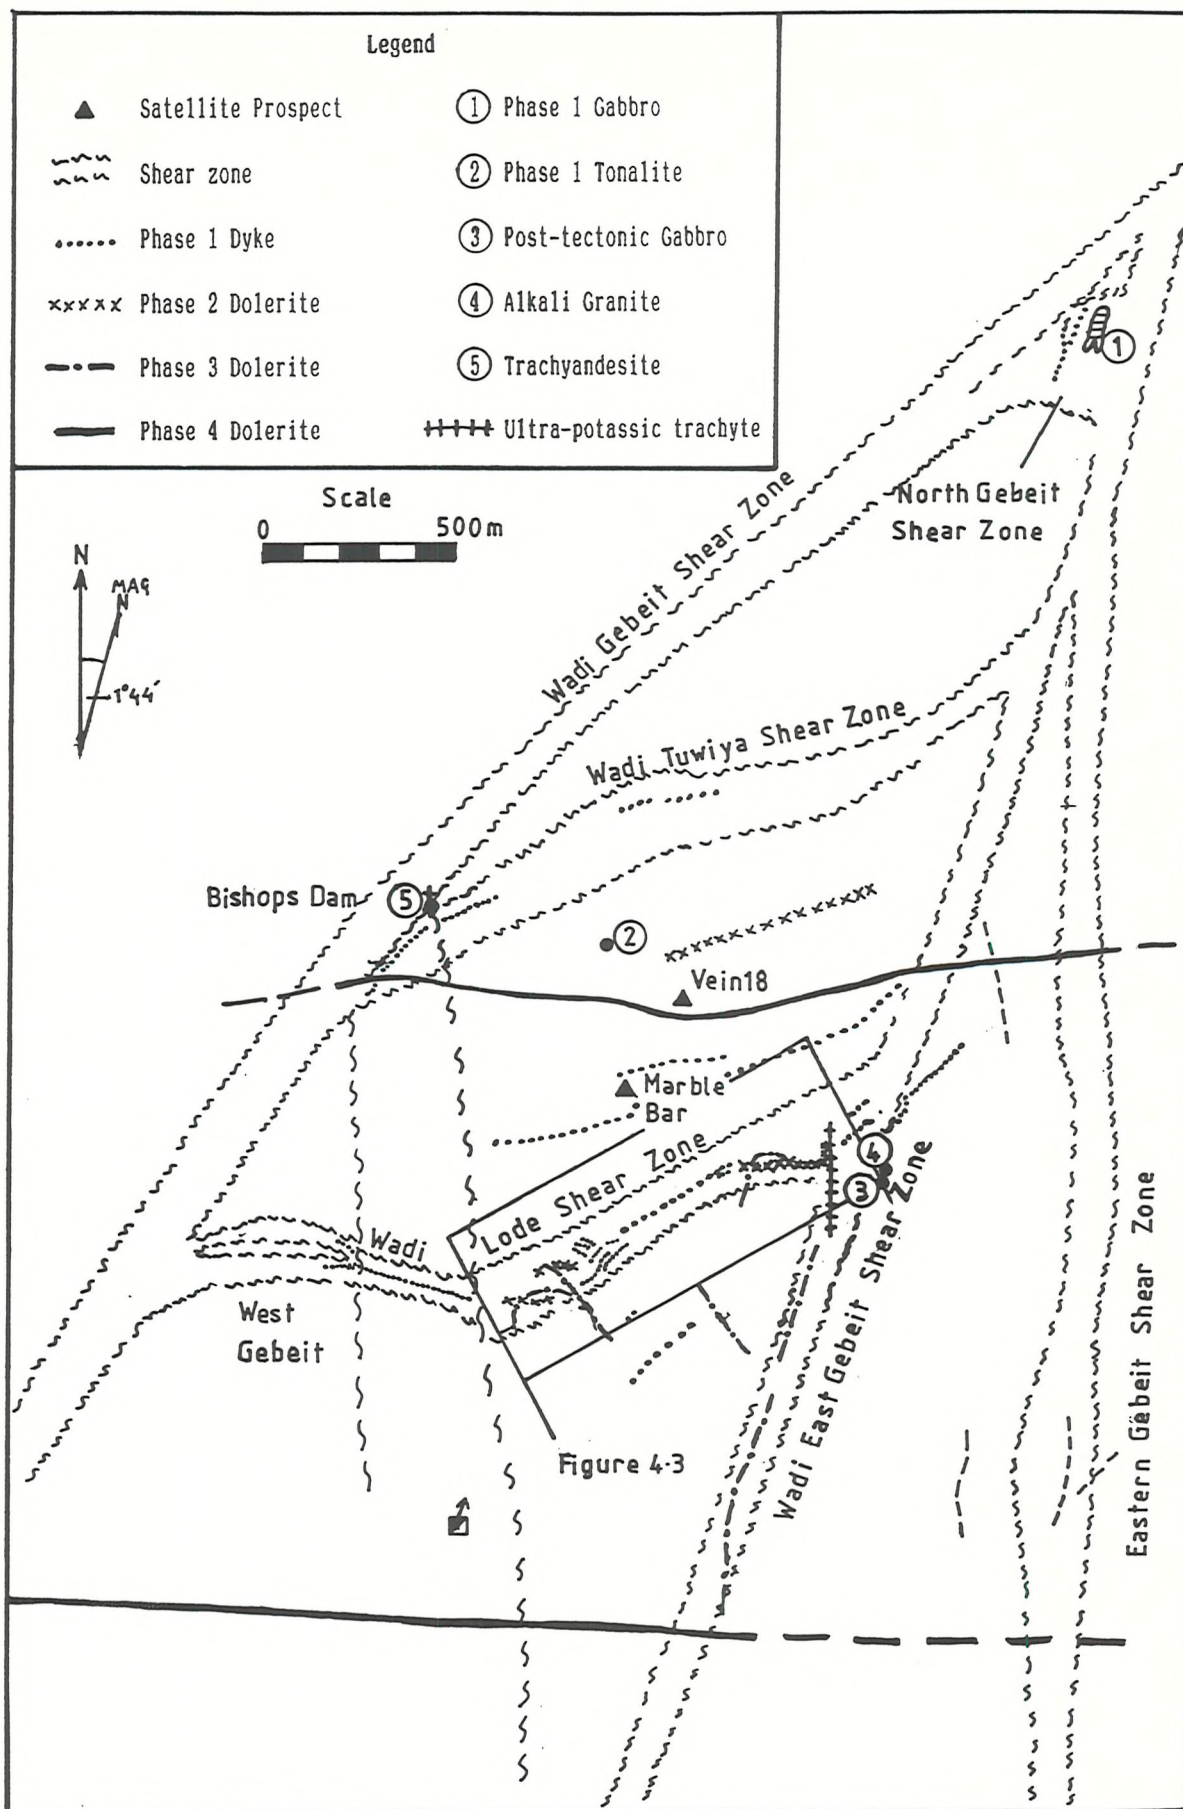 Legend
Satellite Prospect
Shear zone
Phase 1 Dyke
Phase 2 Dolerite
Phase 3 Dolerite
Phase 4 Dolerite
1 Phase 1 Gabbro
2 Phase 1 Tonalite
3 Post-tectonic Gabbro
4 Alkali Granite
5 Trachyandesite
Ultra-potassic trachyte
Scale
0 500m
N
MAG
N
1°44′
1
North Gebeit
Shear Zone
Wadi Gebeit Shear Zone
Wadi Tuwiya Shear Zone
Bishops Dam
5
2
Vein18
Marble
Bar
Lode Shear Zone
4
3
Wadi
West
Gebeit
Wadi East Gebeit Shear Zone
Eastern Gebeit Shear Zone
Figure 4·3